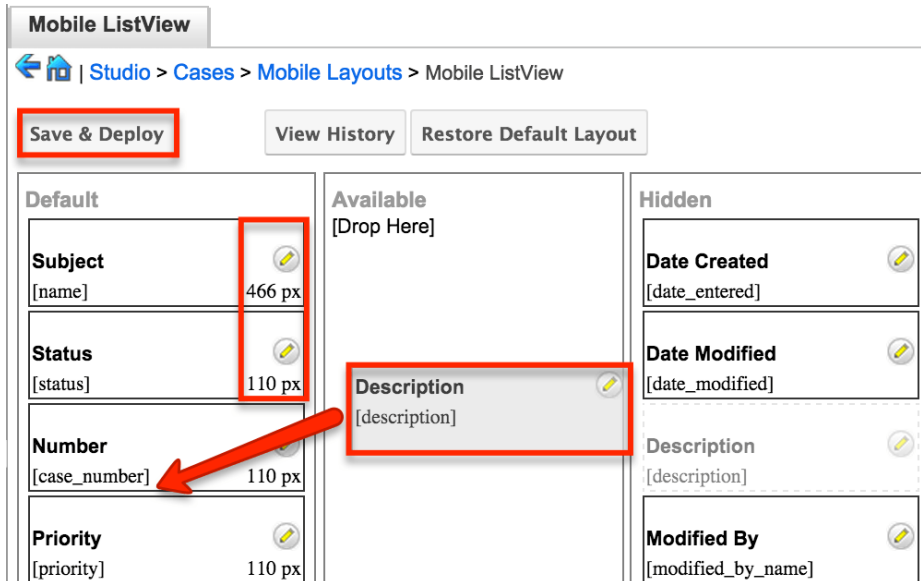 Mobile ListView
| Studio > Cases > Mobile Layouts > Mobile ListView
Save & Deploy
View History
Restore Default Layout
Default
Subject
[name] 466 px
Status
[status] 110 px
Number
[case_number] 110 px
Priority
[priority] 110 px
Available
[Drop Here]
Description
[description]
Hidden
Date Created
[date_entered]
Date Modified
[date_modified]
Description
[description]
Modified By
[modified_by_name]